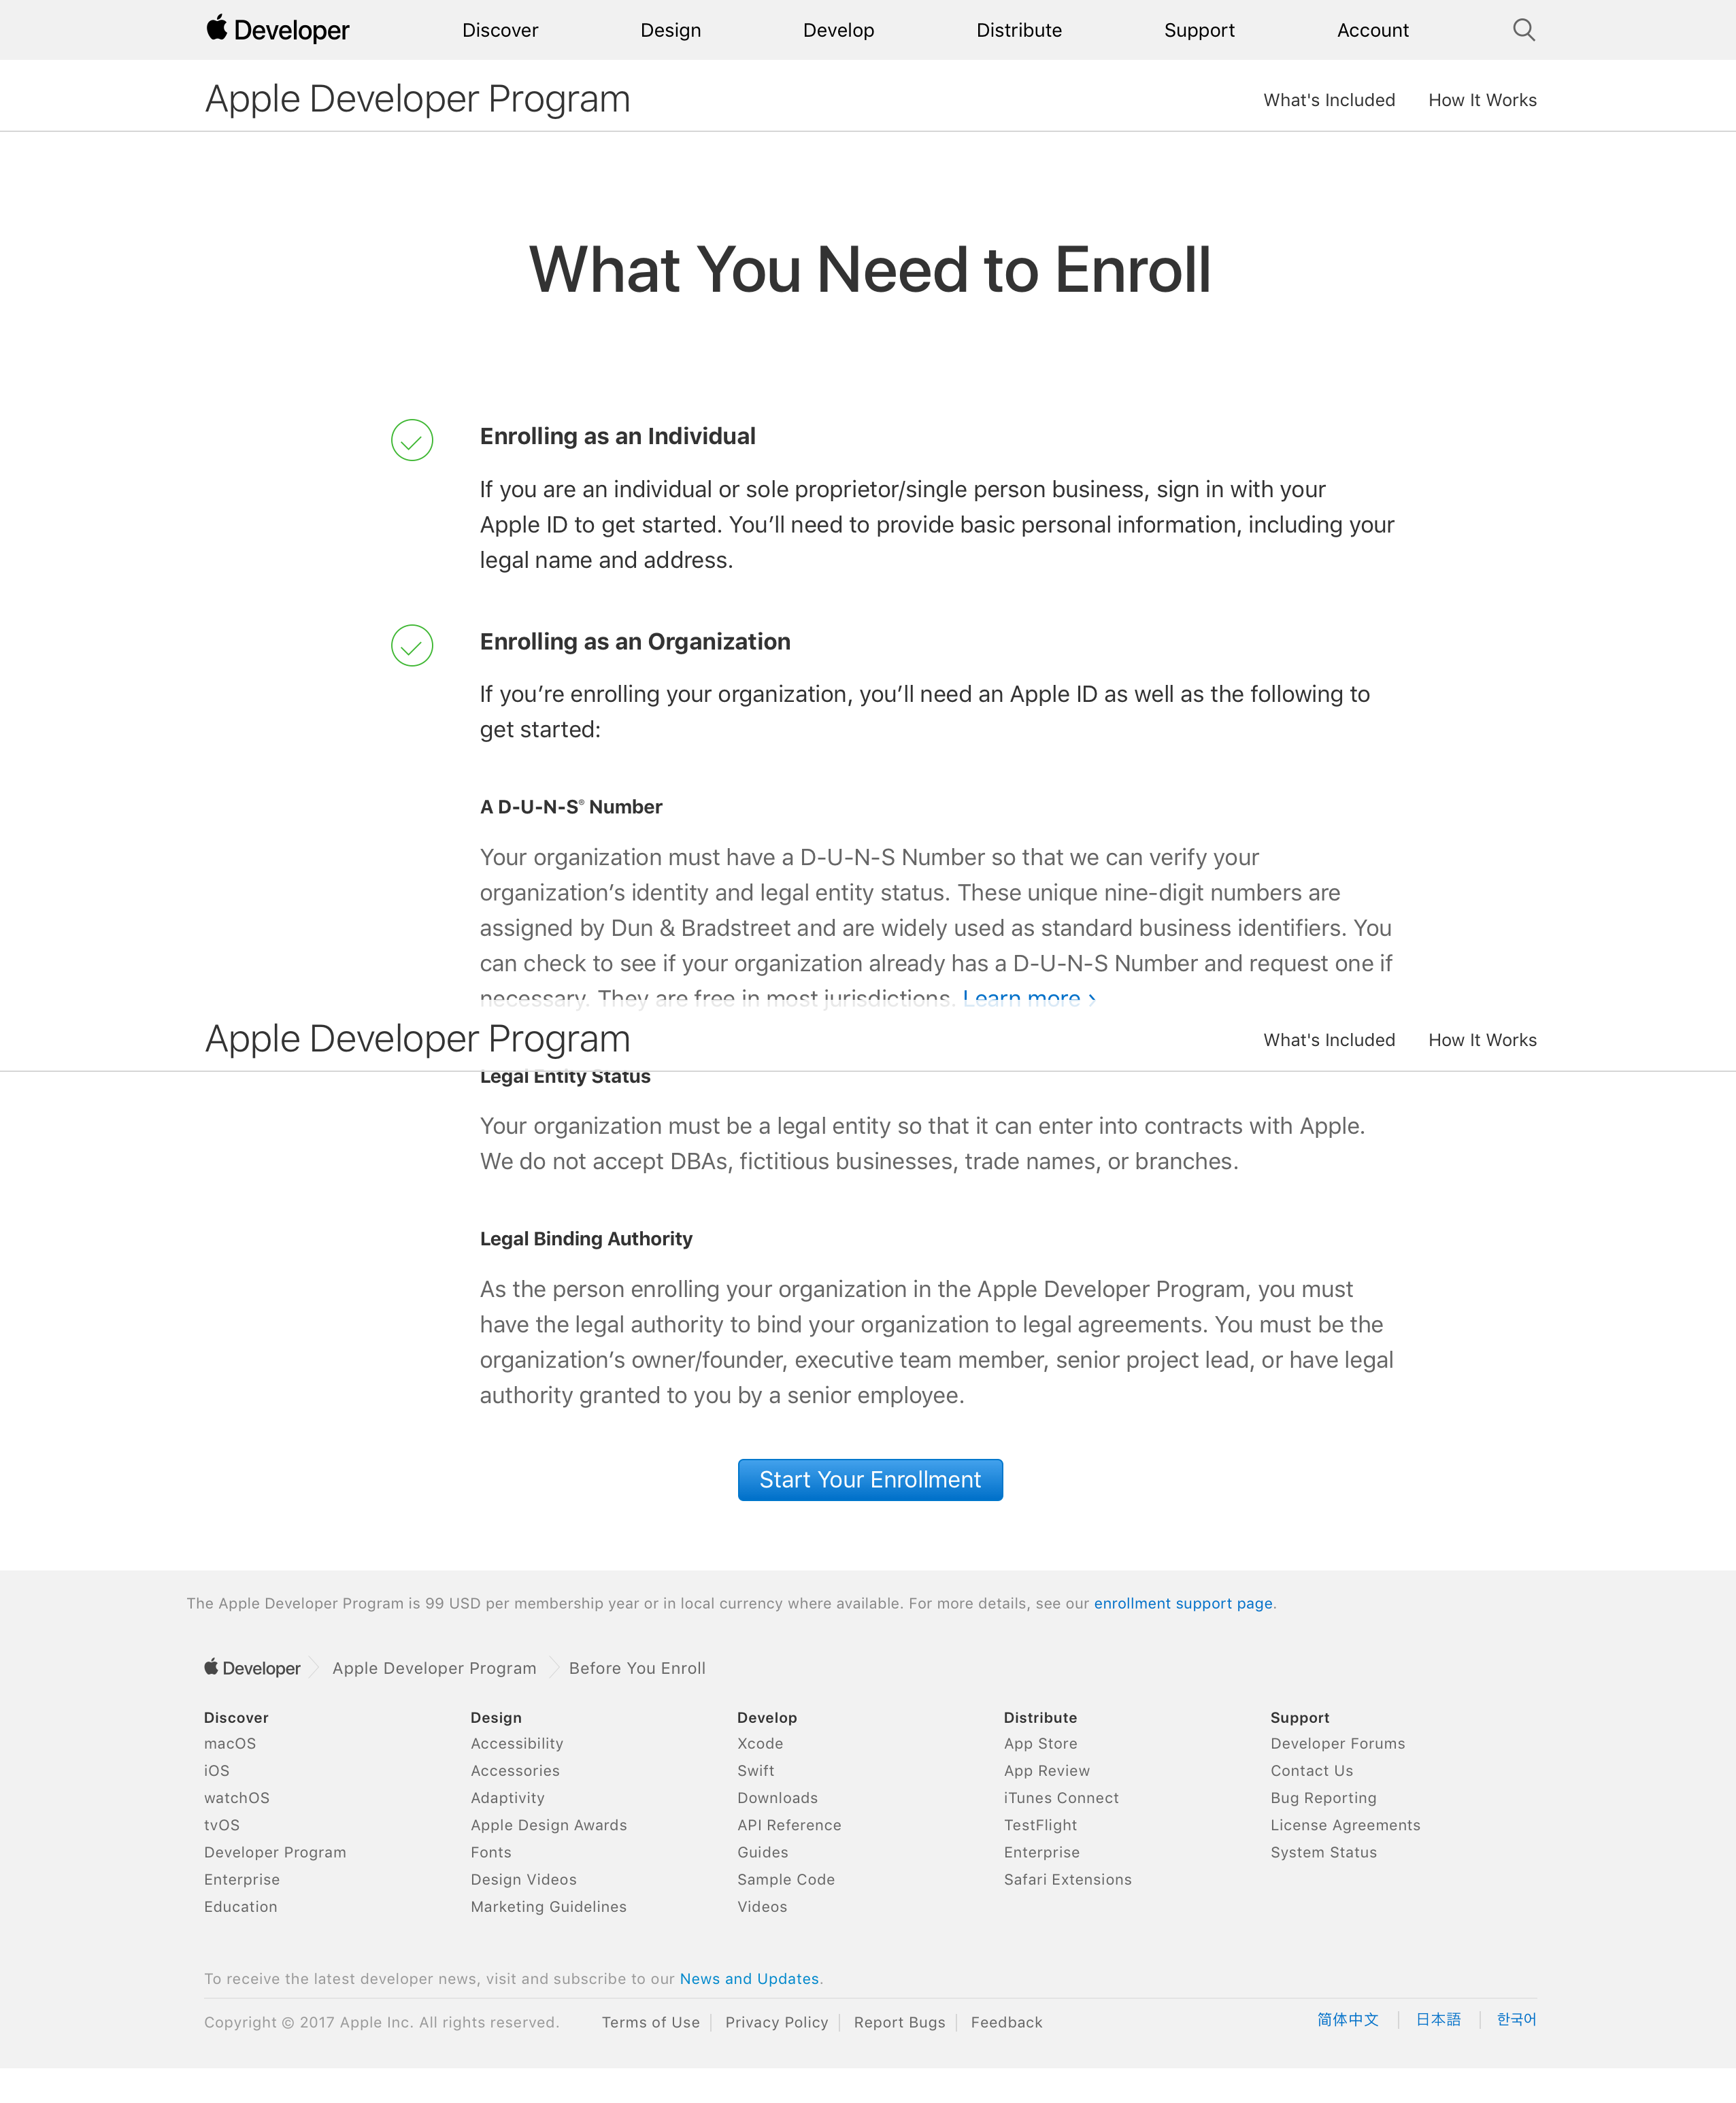 Developer
Discover
Design
Develop
Distribute
Support
Account
Apple Developer Program
What's Included
How It Works
What You Need to Enroll
Enrolling as an Individual
If you are an individual or sole proprietor/single person business, sign in with your
Apple ID to get started. You’ll need to provide basic personal information, including your
legal name and address.
Enrolling as an Organization
If you’re enrolling your organization, you’ll need an Apple ID as well as the following to
get started:
A D-U-N-S® Number
Your organization must have a D-U-N-S Number so that we can verify your
organization’s identity and legal entity status. These unique nine-digit numbers are
assigned by Dun & Bradstreet and are widely used as standard business identifiers. You
can check to see if your organization already has a D-U-N-S Number and request one if
necessary. They are free in most jurisdictions. Learn more ›
Apple Developer Program
What's Included
How It Works
Legal Entity Status
Your organization must be a legal entity so that it can enter into contracts with Apple.
We do not accept DBAs, fictitious businesses, trade names, or branches.
Legal Binding Authority
As the person enrolling your organization in the Apple Developer Program, you must
have the legal authority to bind your organization to legal agreements. You must be the
organization’s owner/founder, executive team member, senior project lead, or have legal
authority granted to you by a senior employee.
Start Your Enrollment
The Apple Developer Program is 99 USD per membership year or in local currency where available. For more details, see our enrollment support page.
Developer
Apple Developer Program
Before You Enroll
Discover
macOS
iOS
watchOS
tvOS
Developer Program
Enterprise
Education
Design
Accessibility
Accessories
Adaptivity
Apple Design Awards
Fonts
Design Videos
Marketing Guidelines
Develop
Xcode
Swift
Downloads
API Reference
Guides
Sample Code
Videos
Distribute
App Store
App Review
iTunes Connect
TestFlight
Enterprise
Safari Extensions
Support
Developer Forums
Contact Us
Bug Reporting
License Agreements
System Status
To receive the latest developer news, visit and subscribe to our News and Updates.
Copyright © 2017 Apple Inc. All rights reserved.
Terms of Use
Privacy Policy
Report Bugs
Feedback
简体中文
日本語
한국어